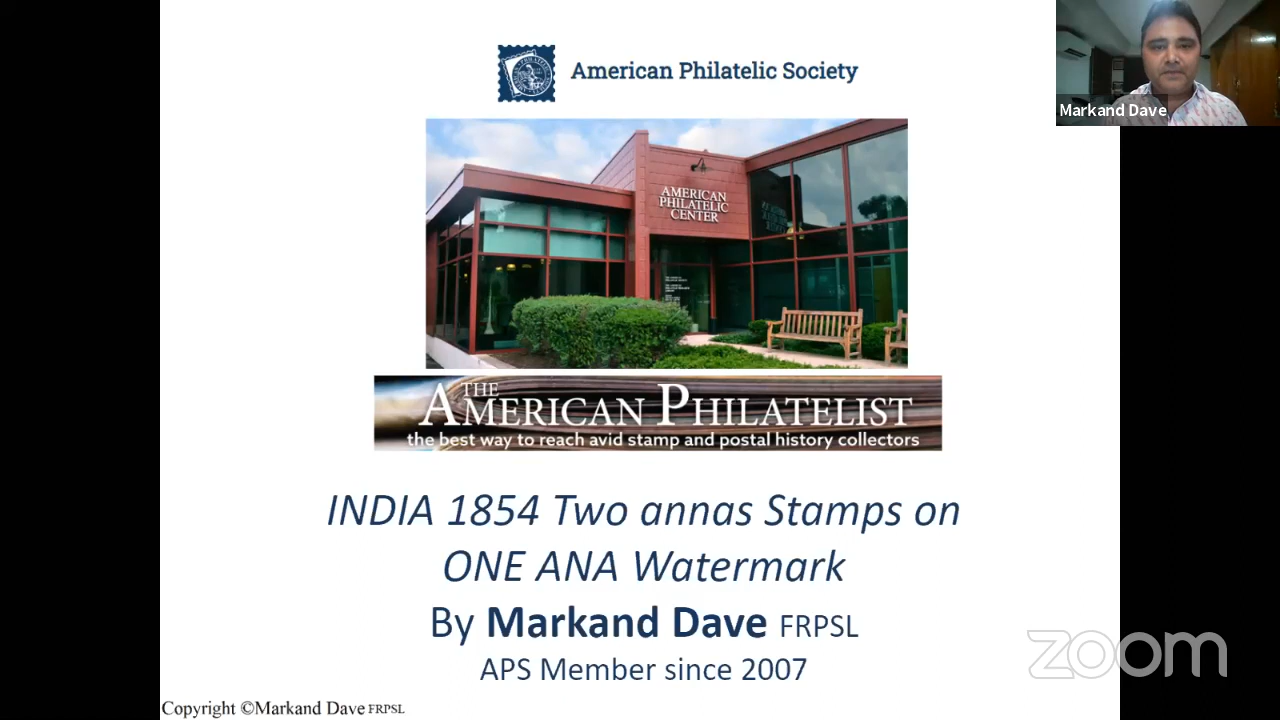 American Philatelic Society
Markand Dave
AMERICAN
PHILATELIC
CENTER
THE
AMERICAN PHILATELIST
the best way to reach avid stamp and postal history collectors
INDIA 1854 Two annas Stamps on
ONE ANA Watermark
By Markand Dave FRPSL
APS Member since 2007
zoom
Copyright ©Markand Dave FRPSL